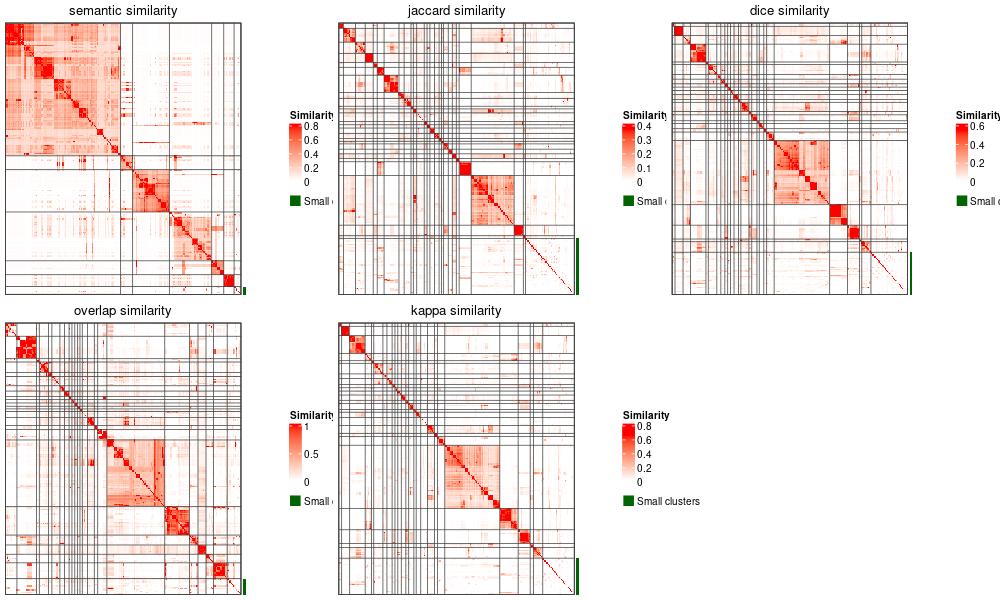 semantic similarity
Similarity
0.8
0.6
0.4
0.2
0
Small
jaccard similarity
Similarity
0.4
0.3
0.2
0.1
0
Small
dice similarity
Similarity
0.6
0.4
0.2
0
Small
overlap similarity
Similarity
1
0.5
0
Small
kappa similarity
Similarity
0.8
0.6
0.4
0.2
0
Small clusters